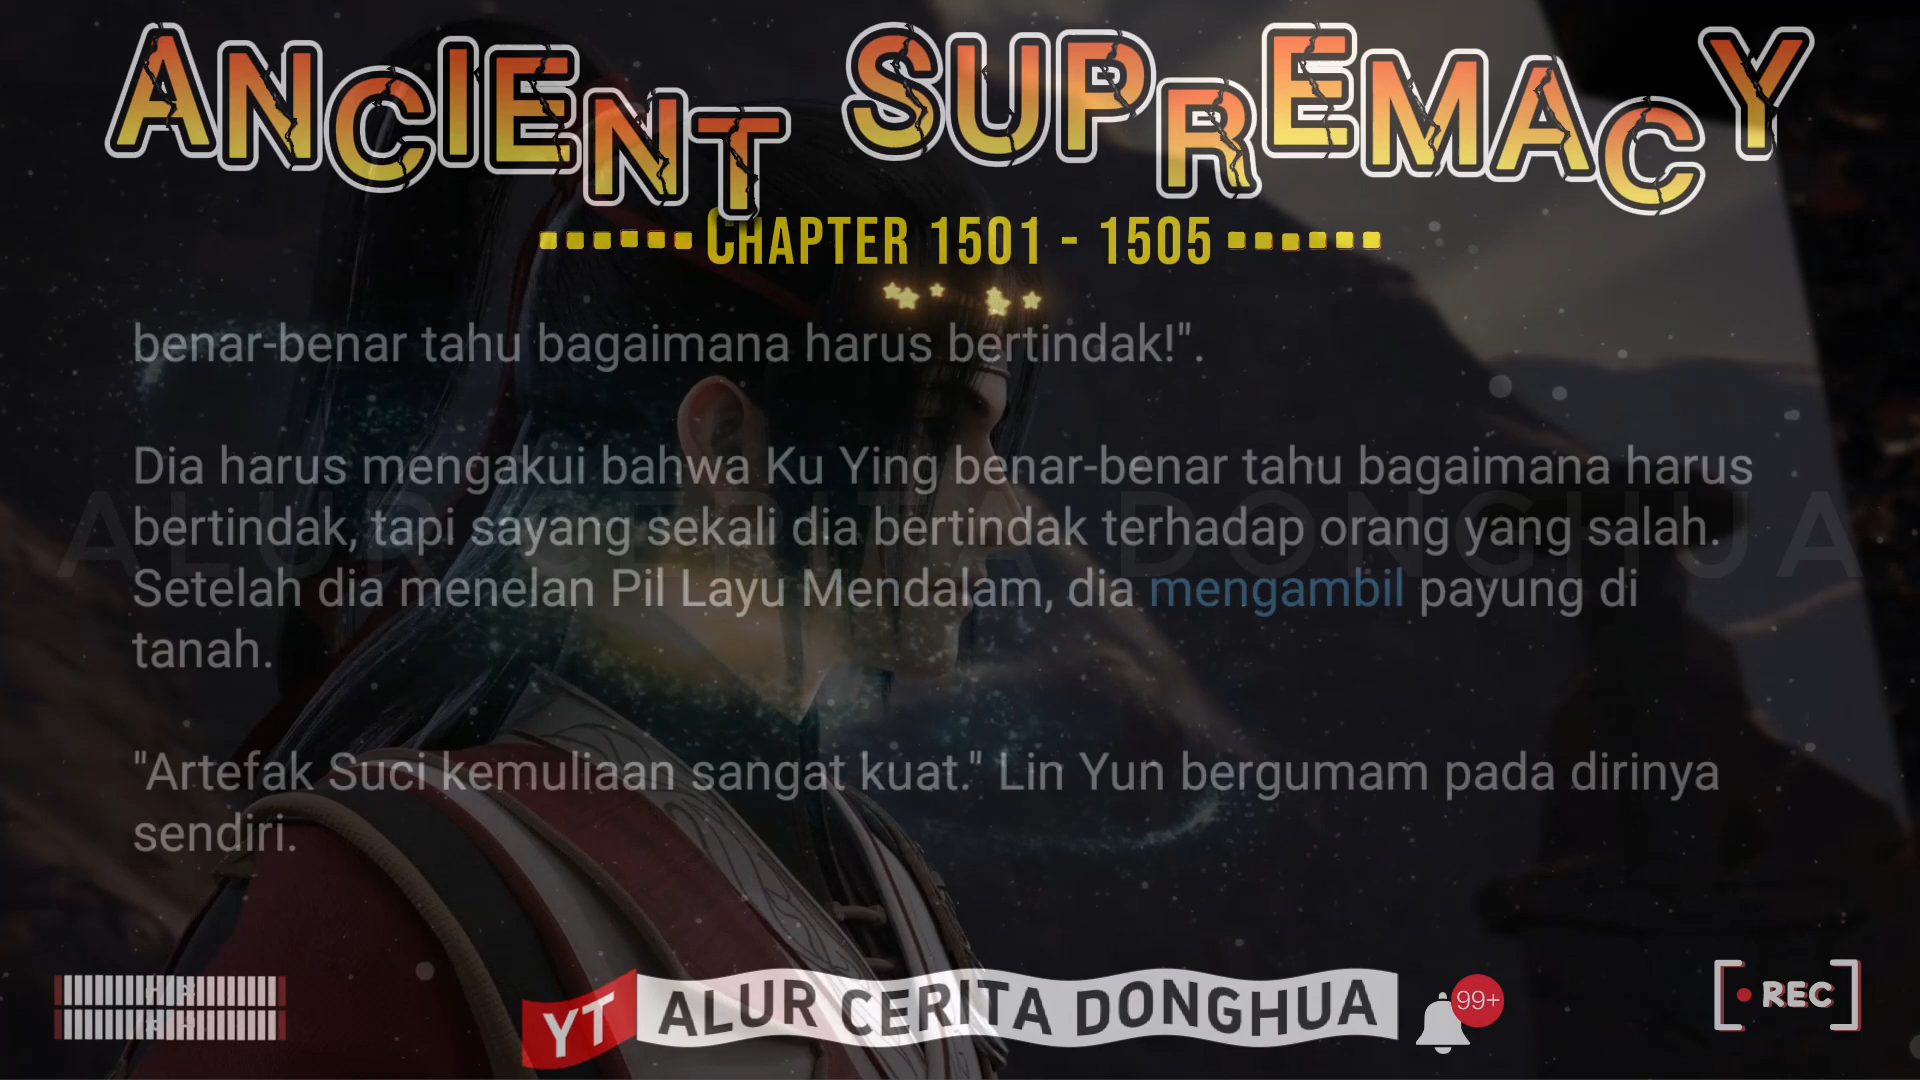 ANCIENT SUPREMACY
CHAPTER 1501 - 1505
benar-benar tahu bagaimana harus bertindak!".
Dia harus mengakui bahwa Ku Ying benar-benar tahu bagaimana harus
bertindak, tapi sayang sekali dia bertindak terhadap orang yang salah.
Setelah dia menelan Pil Layu Mendalam, dia mengambil payung di
tanah.
"Artefak Suci kemuliaan sangat kuat." Lin Yun bergumam pada dirinya
sendiri.
ALUR CERITA DONGHUA
YT ALUR CERITA DONGHUA
99+
REC